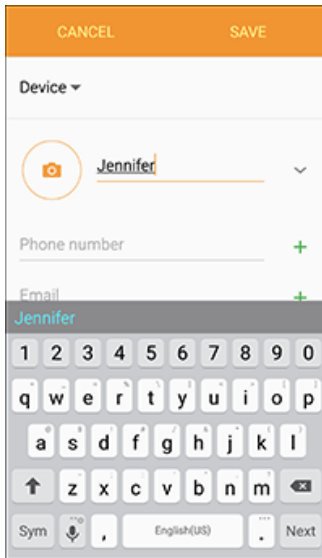 CANCEL SAVE
Device
Jennifer
Phone number
Email
Jennifer
1 2 3 4 5 6 7 8 9 0
q w e r t y u i o p
a s d f g h j k l
z x c v b n m
Sym , English(US) . Next